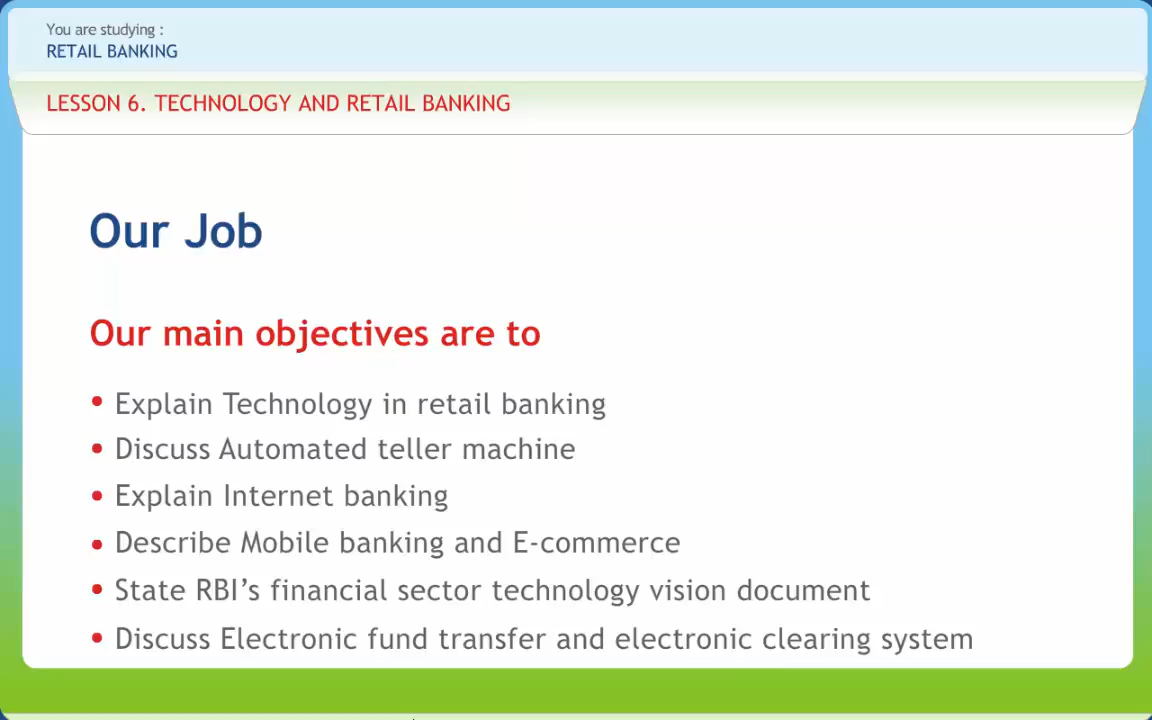 You are studying :
RETAIL BANKING
LESSON 6. TECHNOLOGY AND RETAIL BANKING
Our Job
Our main objectives are to
• Explain Technology in retail banking
• Discuss Automated teller machine
• Explain Internet banking
• Describe Mobile banking and E-commerce
• State RBI’s financial sector technology vision document
• Discuss Electronic fund transfer and electronic clearing system